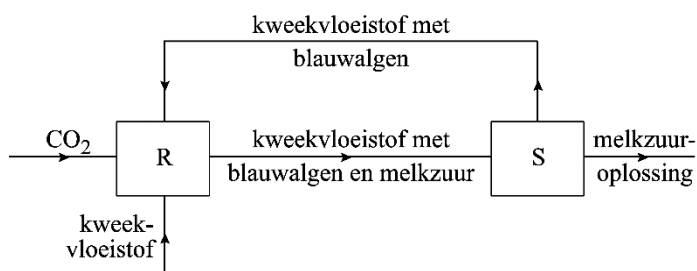 kweekvloeistof met
blauwalgen
CO2
R
kweekvloeistof met
blauwalgen en melkzuur
S
melkzuur-
oplossing
kweek-
vloeistof